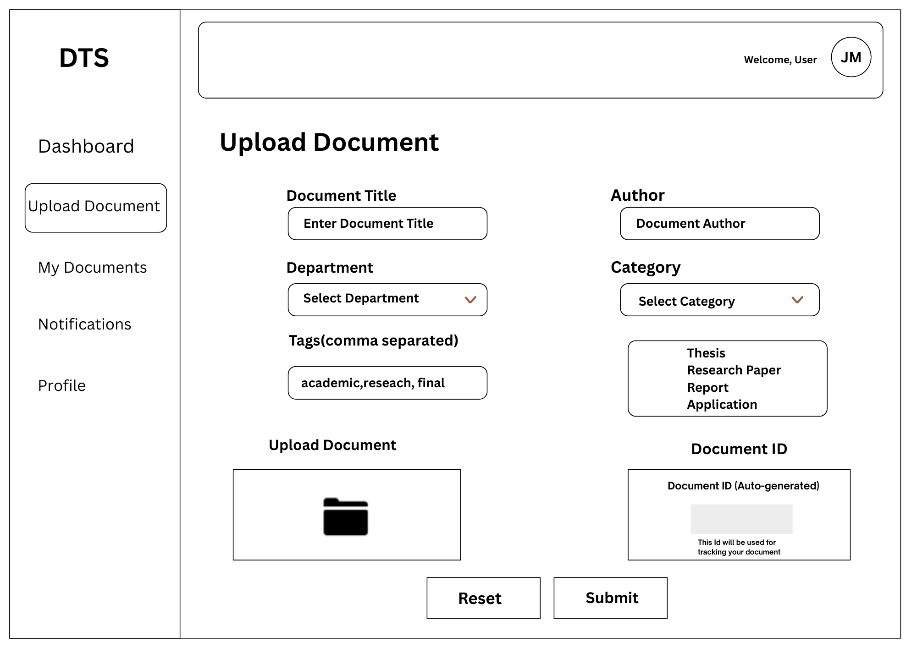 DTS
Welcome, User
JM
Dashboard
Upload Document
My Documents
Notifications
Profile
Upload Document
Document Title
Enter Document Title
Author
Document Author
Department
Select Department
Category
Select Category
Tags(comma separated)
academic,reseach, final
Thesis
Research Paper
Report
Application
Upload Document
Document ID
Document ID (Auto-generated)
This Id will be used for
tracking your document
Reset
Submit